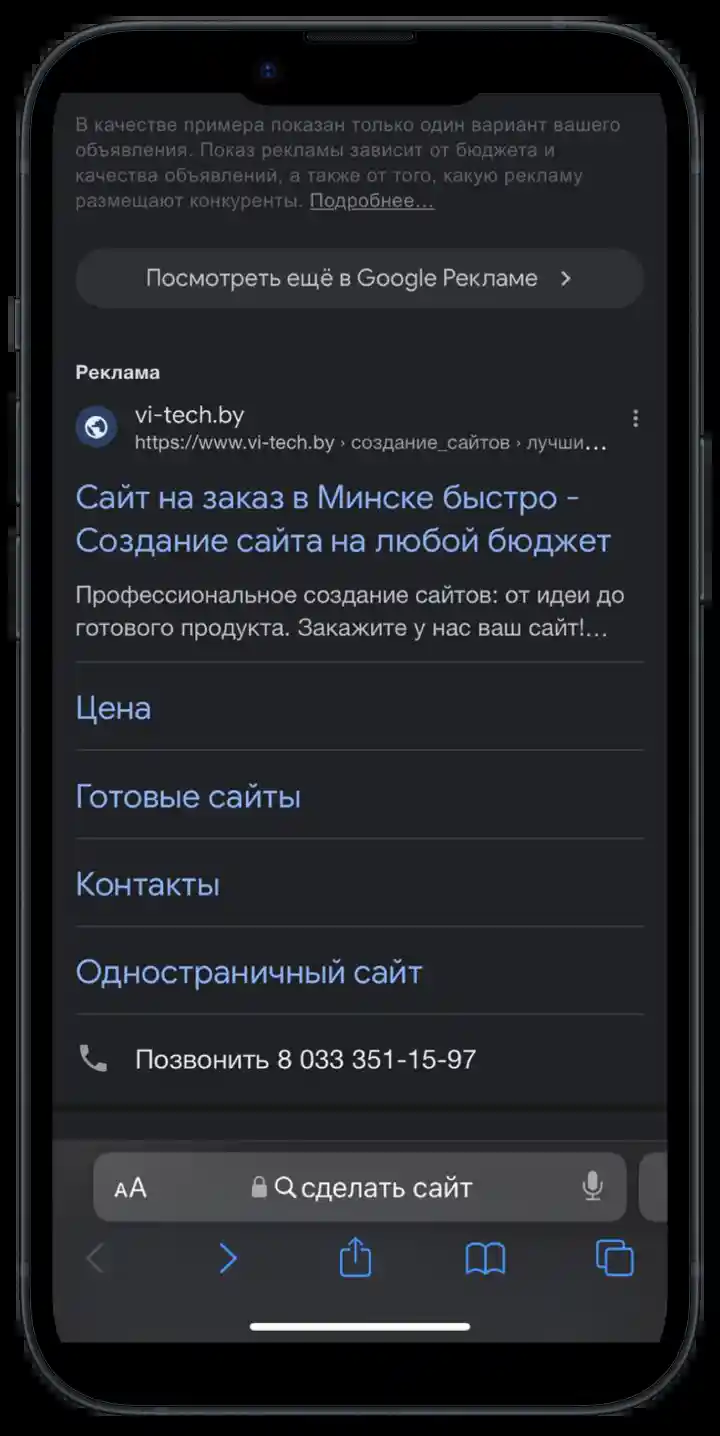 В качестве примера показан только один вариант вашего
объявления. Показ рекламы зависит от бюджета и
качества объявлений, а также от того, какую рекламу
размещают конкуренты. Подробнее...
Посмотреть ещё в Google Рекламе
Реклама
vi-tech.by
https://www.vi-tech.by › создание_сайтов › лучши...
Сайт на заказ в Минске быстро -
Создание сайта на любой бюджет
Профессиональное создание сайтов: от идеи до
готового продукта. Закажите у нас ваш сайт!...
Цена
Готовые сайты
Контакты
Одностраничный сайт
Позвонить 8 033 351-15-97
AA сделать сайт